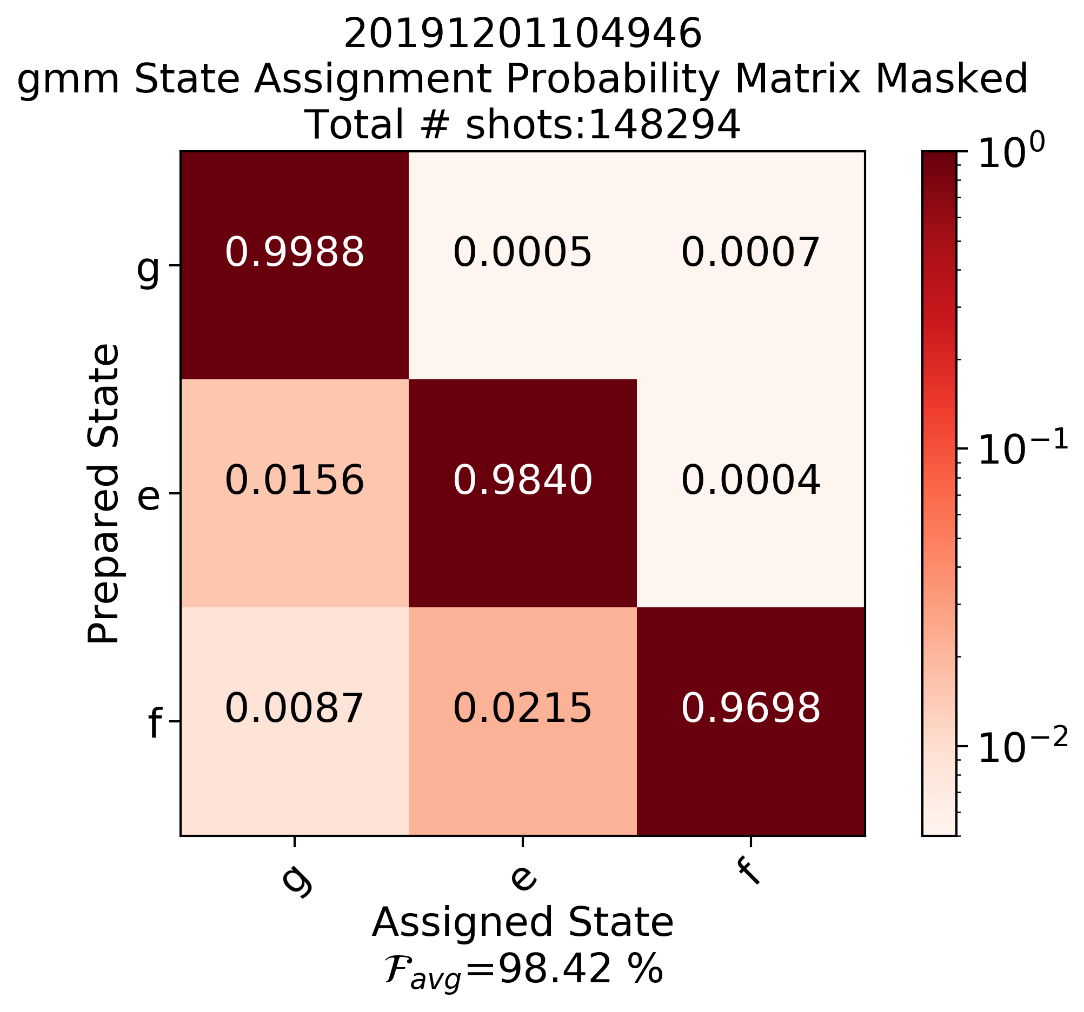 20191201104946
gmm State Assignment Probability Matrix Masked
Total # shots:148294
10⁰
g 0.9988 0.0005 0.0007
10⁻¹
Prepared State
e 0.0156 0.9840 0.0004
f 0.0087 0.0215 0.9698
10⁻²
g e f
Assigned State
ℱavg=98.42 %